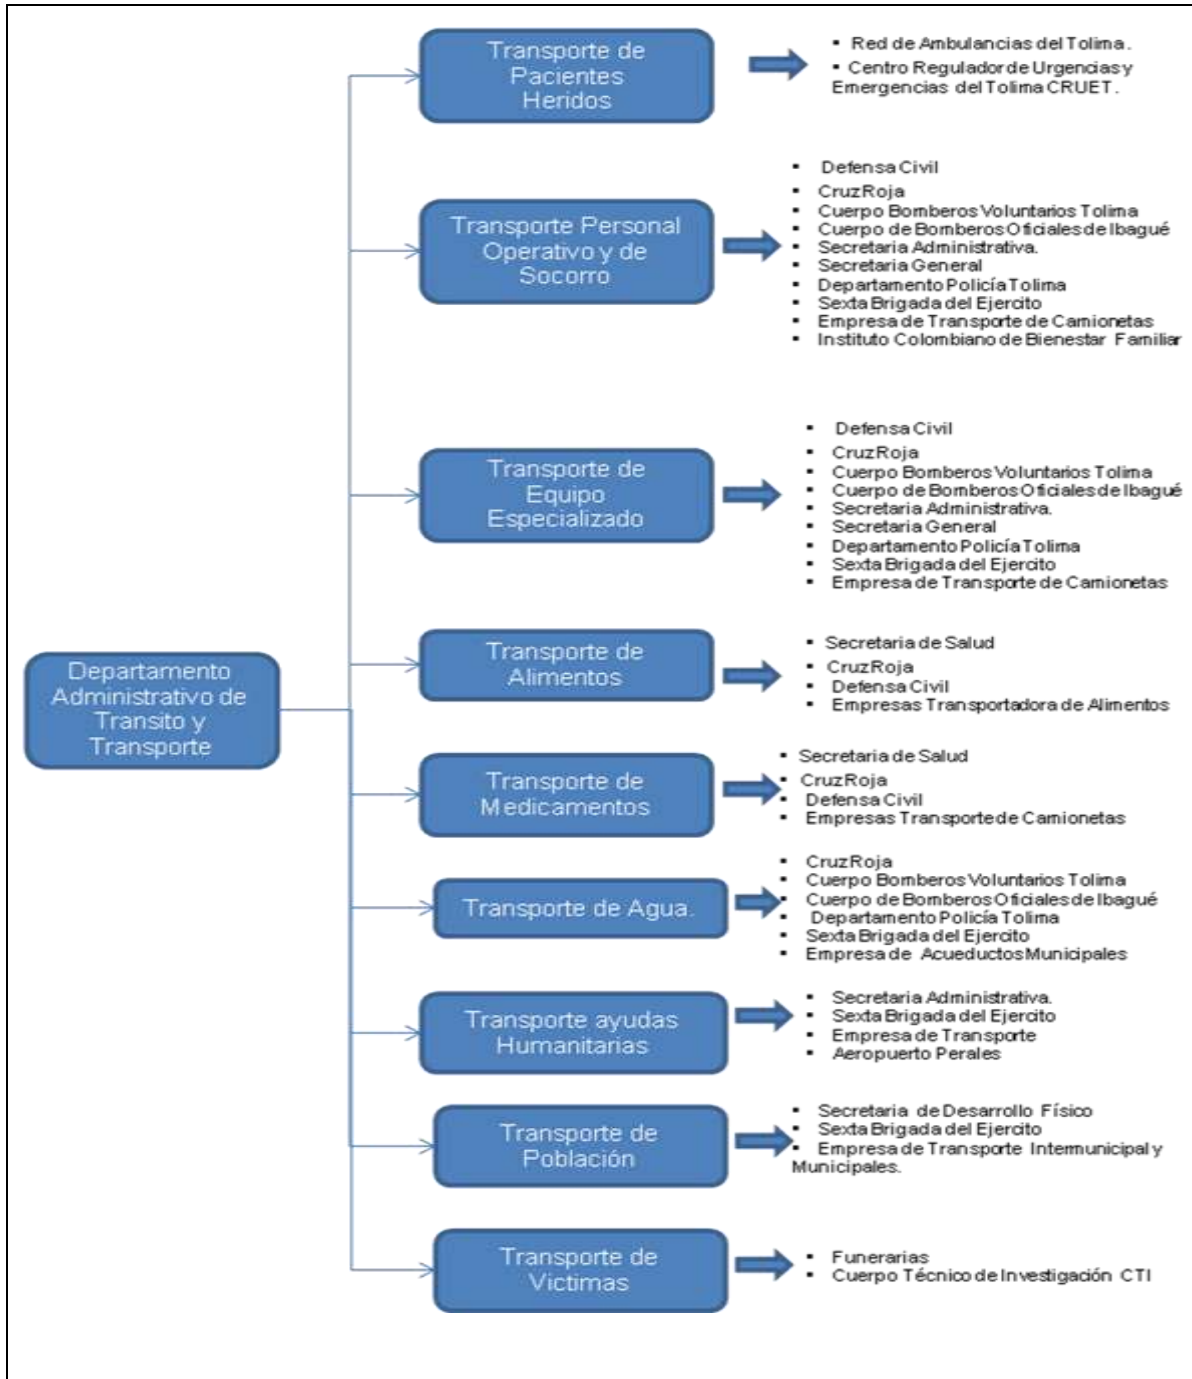 Departamento
Administrativo de
Transito y
Transporte
Transporte de
Pacientes
Heridos
▪ Red de Ambulancias del Tolima.
▪ Centro Regulador de Urgencias y
Emergencias del Tolima CRUET.
Transporte Personal
Operativo y de
Socorro
▪ Defensa Civil
▪ Cruz Roja
▪ Cuerpo Bomberos Voluntarios Tolima
▪ Cuerpo de Bomberos Oficiales de Ibagué
▪ Secretaria Administrativa.
▪ Secretaria General
▪ Departamento Policía Tolima
▪ Sexta Brigada del Ejercito
▪ Empresa de Transporte de Camionetas
▪ Instituto Colombiano de Bienestar Familiar
Transporte de
Equipo
Especializado
▪ Defensa Civil
▪ Cruz Roja
▪ Cuerpo Bomberos Voluntarios Tolima
▪ Cuerpo de Bomberos Oficiales de Ibagué
▪ Secretaria Administrativa.
▪ Secretaria General
▪ Departamento Policía Tolima
▪ Sexta Brigada del Ejercito
▪ Empresa de Transporte de Camionetas
Transporte de
Alimentos
▪ Secretaria de Salud
▪ Cruz Roja
▪ Defensa Civil
▪ Empresas Transportadora de Alimentos
Transporte de
Medicamentos
▪ Secretaria de Salud
▪ Cruz Roja
▪ Defensa Civil
▪ Empresas Transporte de Camionetas
Transporte de Agua.
▪ Cruz Roja
▪ Cuerpo Bomberos Voluntarios Tolima
▪ Cuerpo de Bomberos Oficiales de Ibagué
▪ Departamento Policía Tolima
▪ Sexta Brigada del Ejercito
▪ Empresa de Acueductos Municipales
Transporte ayudas
Humanitarias
▪ Secretaria Administrativa.
▪ Sexta Brigada del Ejercito
▪ Empresa de Transporte
▪ Aeropuerto Perales
Transporte de
Población
▪ Secretaria de Desarrollo Físico
▪ Sexta Brigada del Ejercito
▪ Empresa de Transporte Intermunicipal y
Municipales.
Transporte de
Victimas
▪ Funerarias
▪ Cuerpo Técnico de Investigación CTI